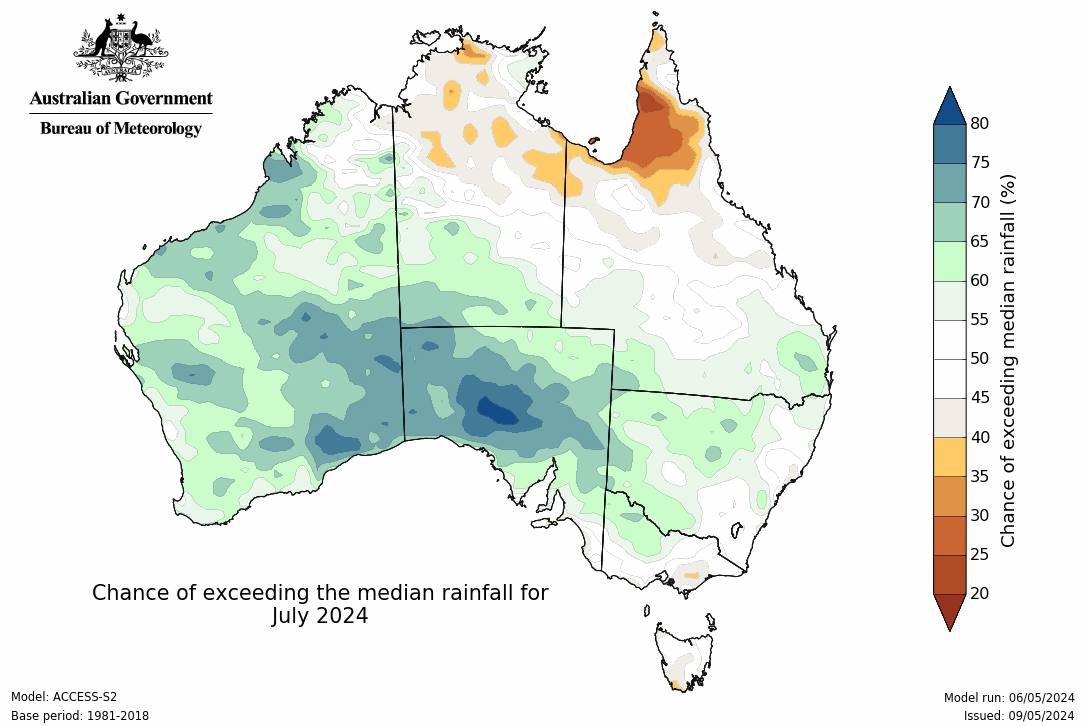 Australian Government
Bureau of Meteorology
80
75
70
65
60
55
50
45
40
35
30
25
20
Chance of exceeding median rainfall (%)
Chance of exceeding the median rainfall for
July 2024
Model: ACCESS-S2
Base period: 1981-2018
Model run: 06/05/2024
Issued: 09/05/2024